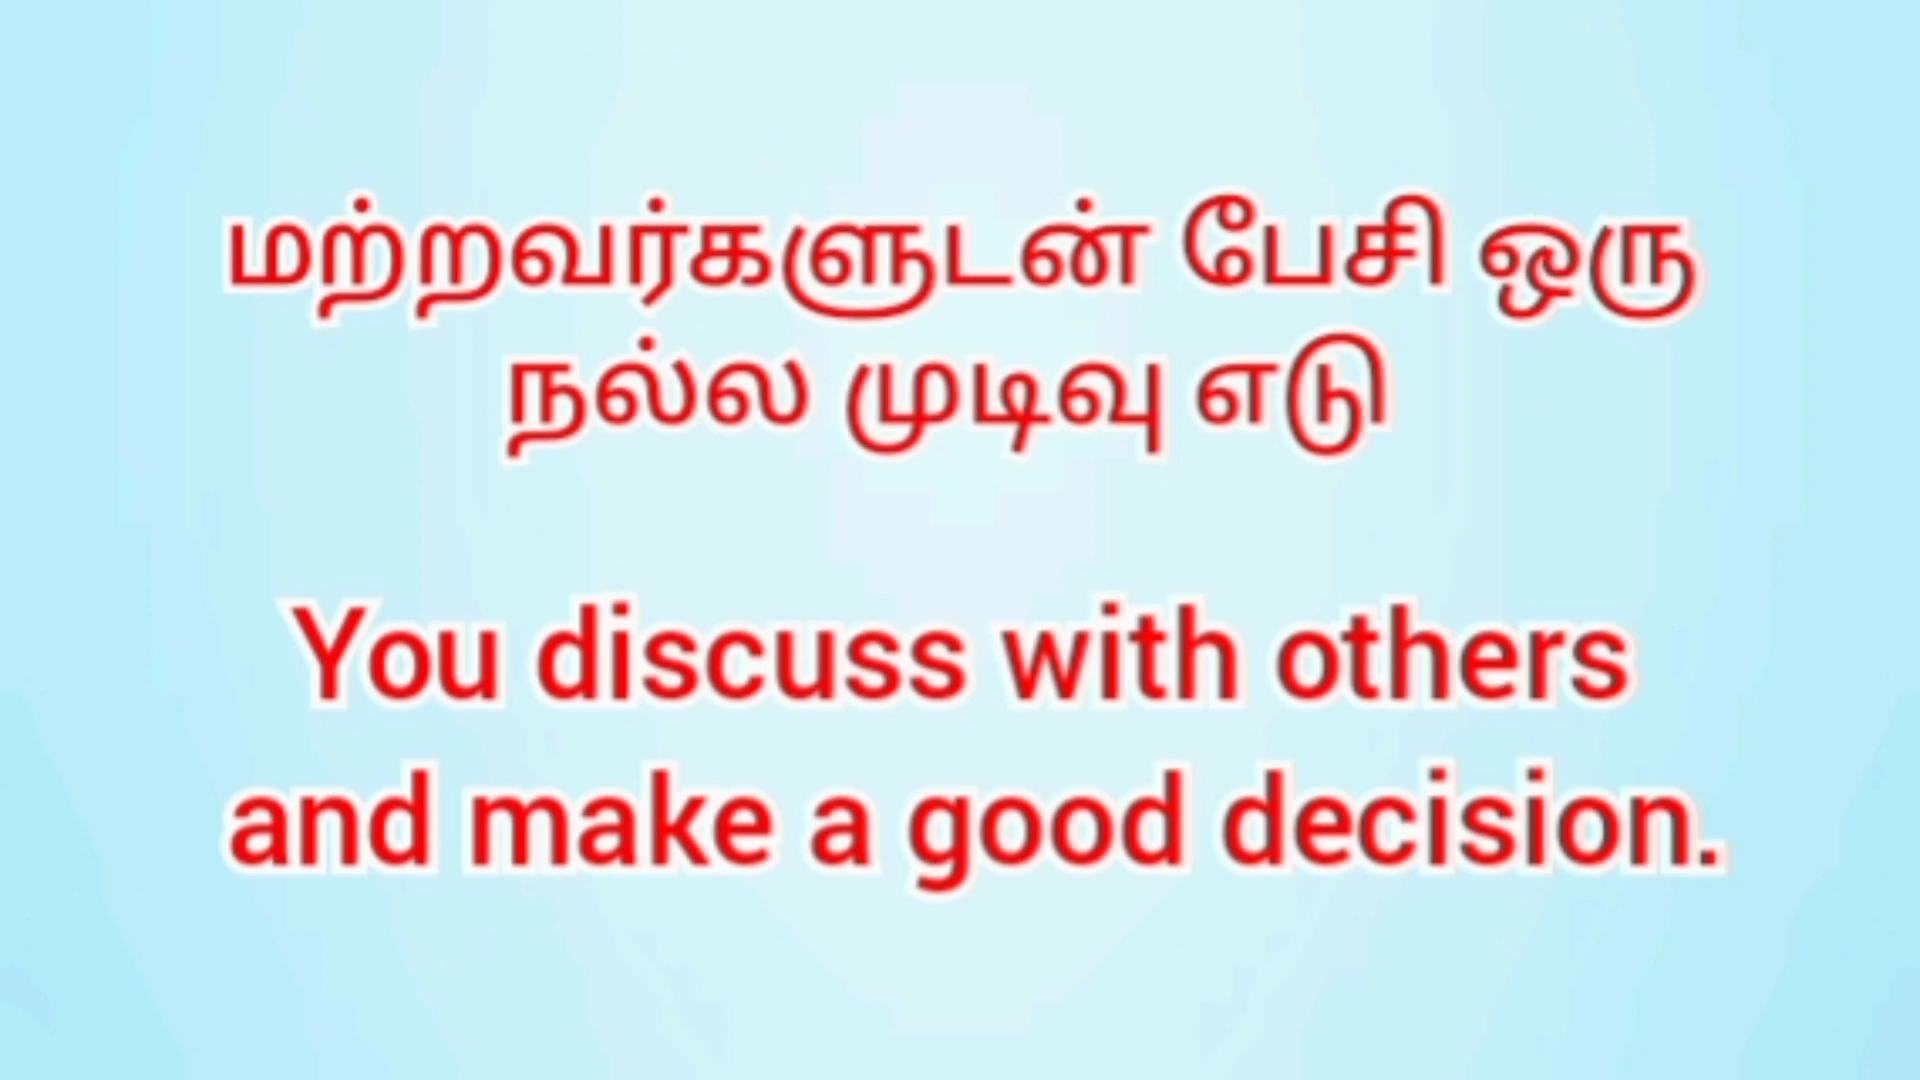 மற்றவர்களுடன் பேசி ஒரு
நல்ல முடிவு எடு
You discuss with others
and make a good decision.